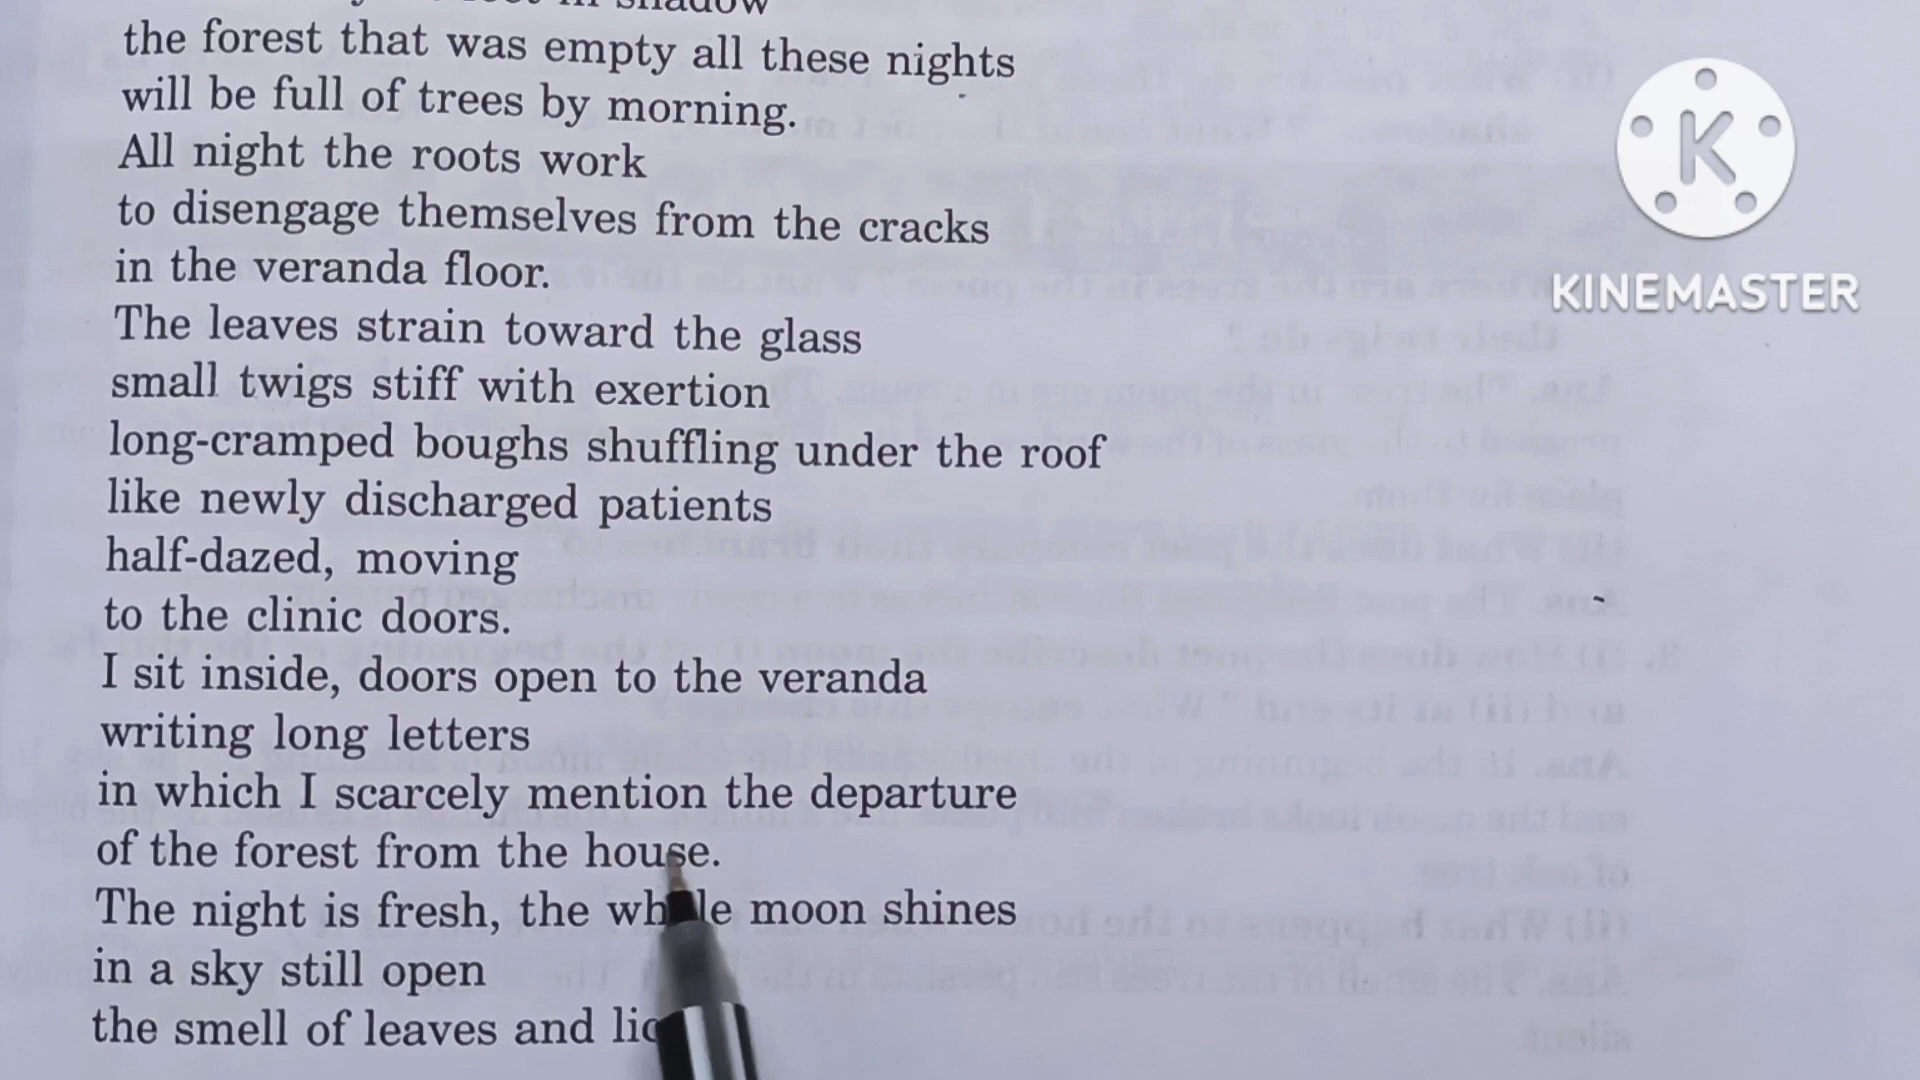 in shadow
the forest that was empty all these nights
will be full of trees by morning.
All night the roots work
to disengage themselves from the cracks
in the veranda floor.
The leaves strain toward the glass
small twigs stiff with exertion
long-cramped boughs shuffling under the roof
like newly discharged patients
half-dazed, moving
to the clinic doors.
I sit inside, doors open to the veranda
writing long letters
in which I scarcely mention the departure
of the forest from the house.
The night is fresh, the whole moon shines
in a sky still open
the smell of leaves and
K
KINEMASTER